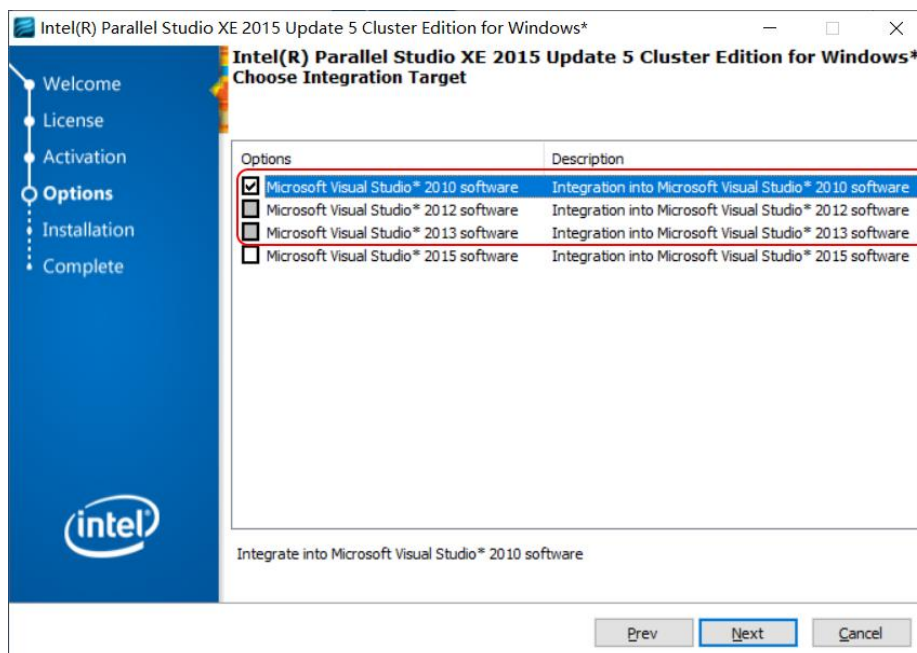 Intel(R) Parallel Studio XE 2015 Update 5 Cluster Edition for Windows*
Intel(R) Parallel Studio XE 2015 Update 5 Cluster Edition for Windows*
Choose Integration Target
Welcome
License
Activation
Options
Installation
Complete
Options Description
Microsoft Visual Studio* 2010 software Integration into Microsoft Visual Studio* 2010 software
Microsoft Visual Studio* 2012 software Integration into Microsoft Visual Studio* 2012 software
Microsoft Visual Studio* 2013 software Integration into Microsoft Visual Studio* 2013 software
Microsoft Visual Studio* 2015 software Integration into Microsoft Visual Studio* 2015 software
(intel)
Integrate into Microsoft Visual Studio* 2010 software
Prev Next Cancel